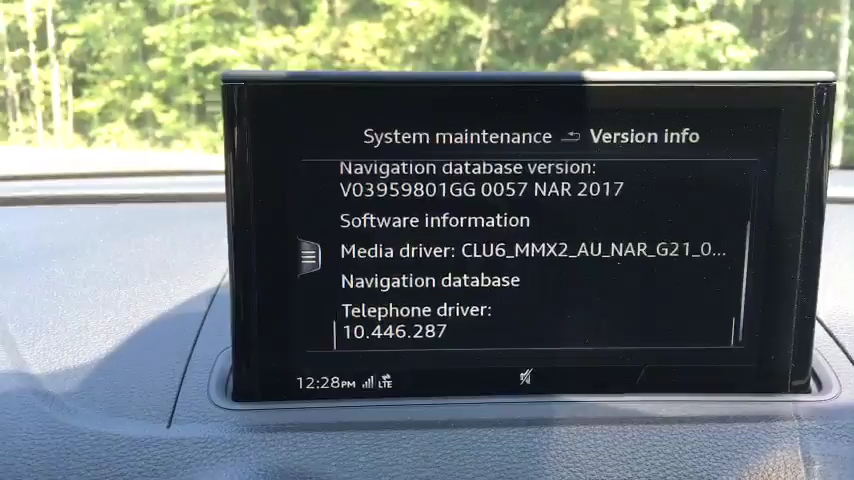 System maintenance Version info
Navigation database version:
V03959801GG 0057 NAR 2017
Software information
Media driver: CLU6_MMX2_AU_NAR_G21_0...
Navigation database
Telephone driver:
10.446.287
12:28PM LTE